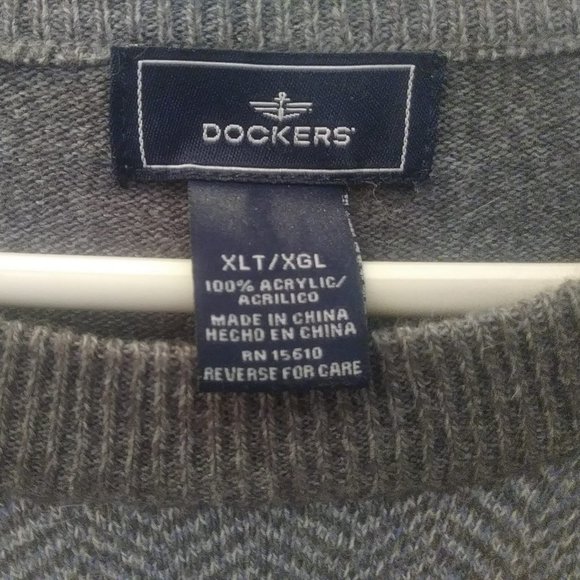 DOCKERS
XLT/XGL
100% ACRYLIC/
ACRILICO
MADE IN CHINA
HECHO EN CHINA
RN 15610
REVERSE FOR CARE